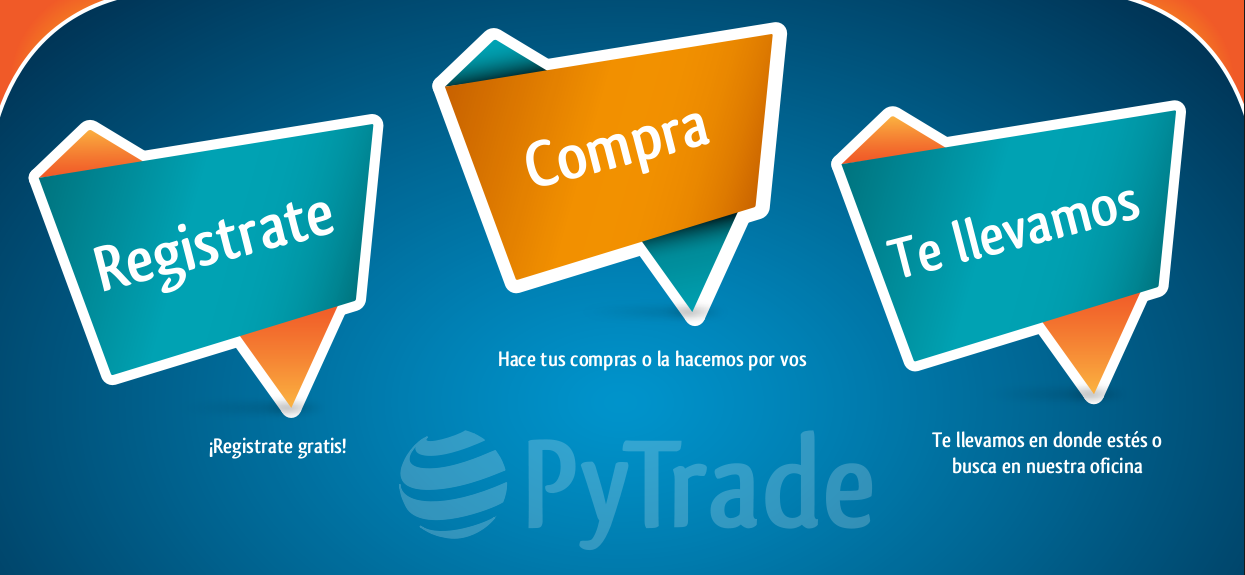 Registrate
Compra
Te llevamos
¡Registrate gratis!
Hace tus compras o la hacemos por vos
Te llevamos en donde estés o
busca en nuestra oficina
PyTrade